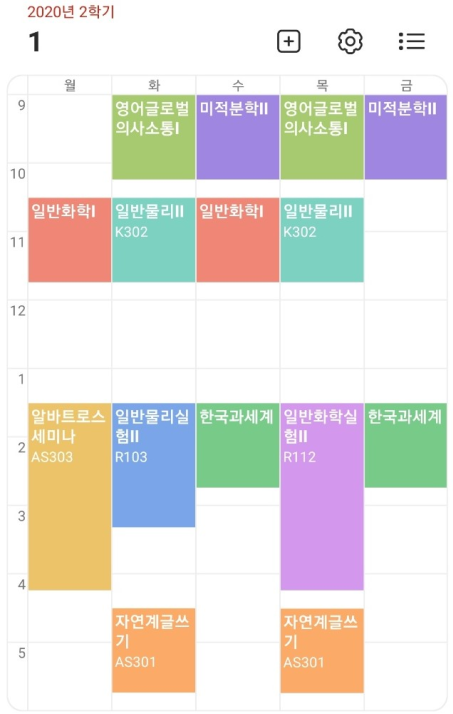 2020년 2학기
1
월 화 수 목 금
9
영어글로벌
의사소통I
미적분학II
영어글로벌
의사소통I
미적분학II
10
일반화학I
일반물리II
K302
일반화학I
일반물리II
K302
11
12
1
알바트로스
세미나
AS303
일반물리실
험II
R103
한국과세계
일반화학실
험II
R112
한국과세계
2
3
4
자연계글쓰
기
AS301
자연계글쓰
기
AS301
5